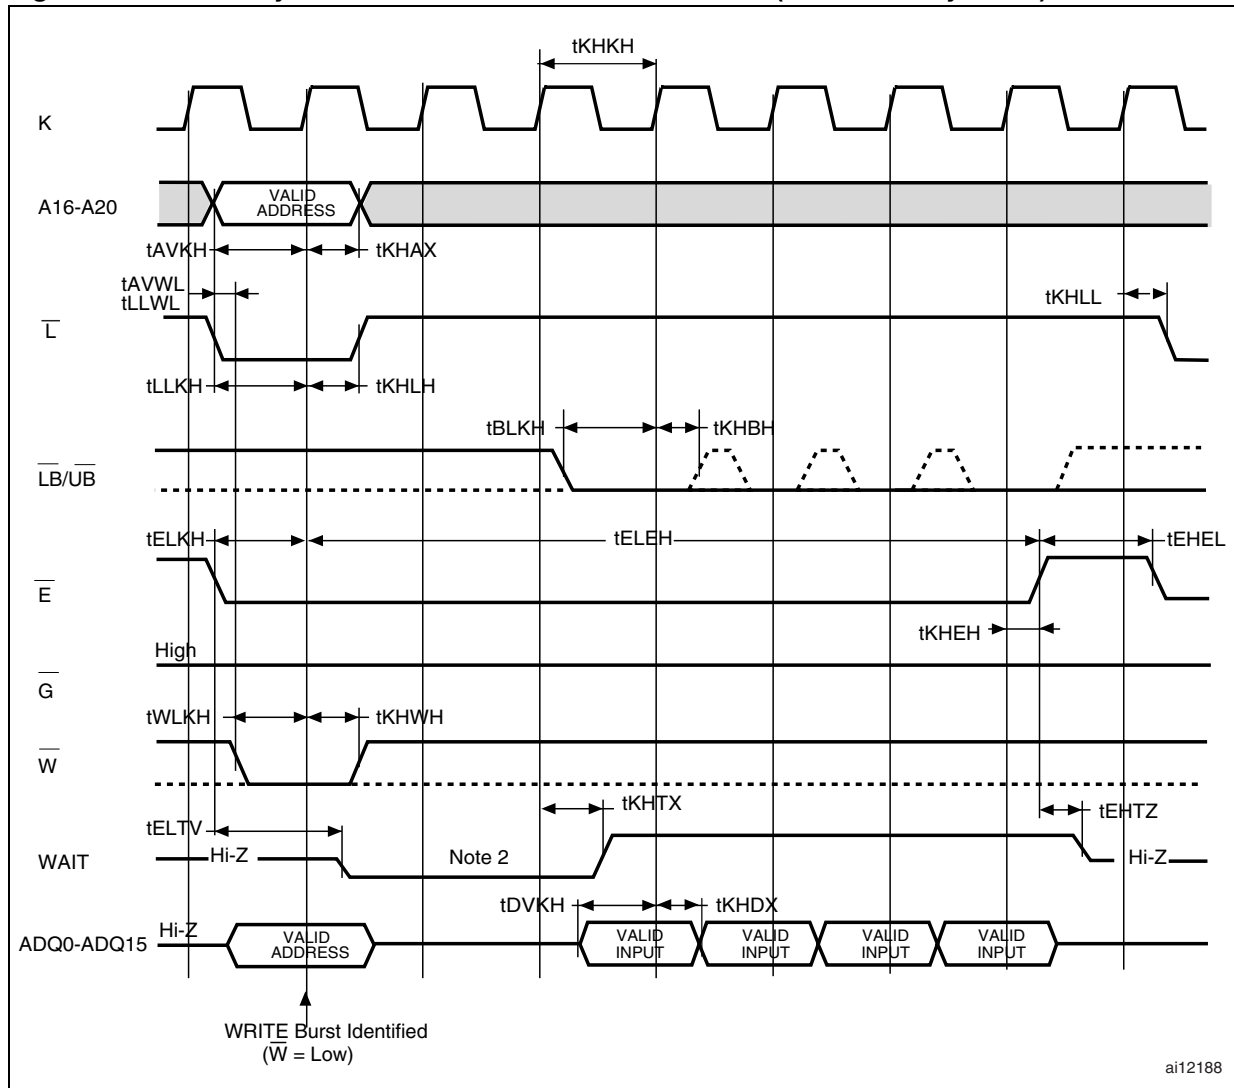 tKHKH
K
A16-A20
VALID
ADDRESS
tAVKH
tKHAX
tAVWL
tLLWL
tKHLL
L
tLLKH
tKHLH
tBLKH
tKHBH
LB/UB
tELKH
tELEH
tEHEL
E
tKHEH
High
G
tWLKH
tKHWH
W
tKHTX
tEHTZ
tELTV
WAIT
Hi-Z
Note 2
Hi-Z
tDVKH
tKHDX
ADQ0-ADQ15
Hi-Z
VALID
ADDRESS
VALID
INPUT
VALID
INPUT
VALID
INPUT
VALID
INPUT
WRITE Burst Identified
(W = Low)
ai12188